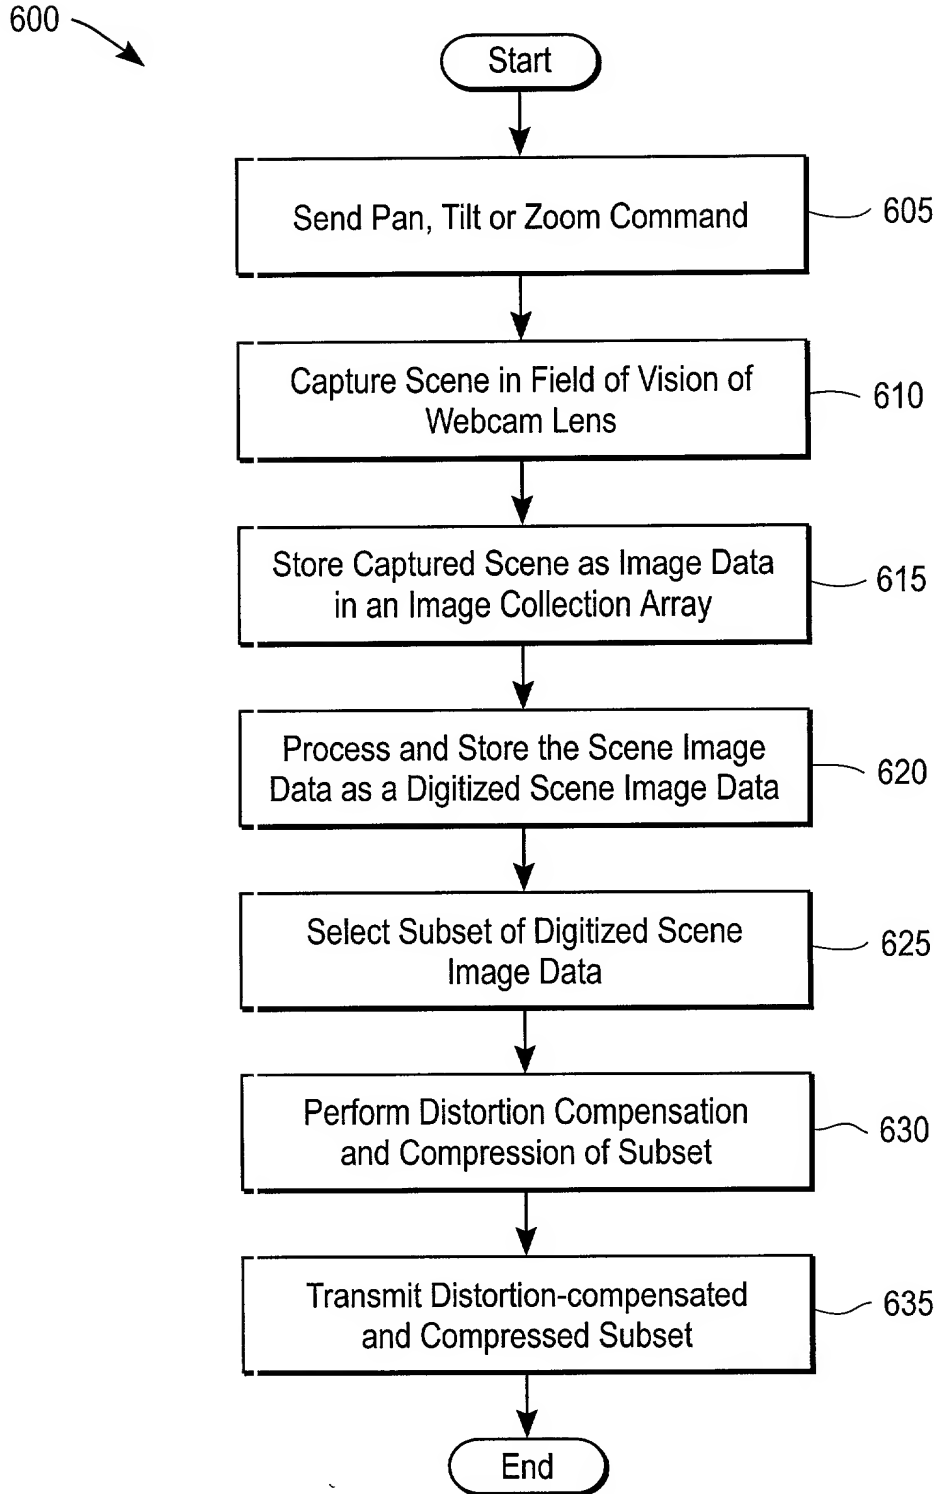 600
Start
Send Pan, Tilt or Zoom Command
605
Capture Scene in Field of Vision of
Webcam Lens
610
Store Captured Scene as Image Data
in an Image Collection Array
615
Process and Store the Scene Image
Data as a Digitized Scene Image Data
620
Select Subset of Digitized Scene
Image Data
625
Perform Distortion Compensation
and Compression of Subset
630
Transmit Distortion-compensated
and Compressed Subset
635
End